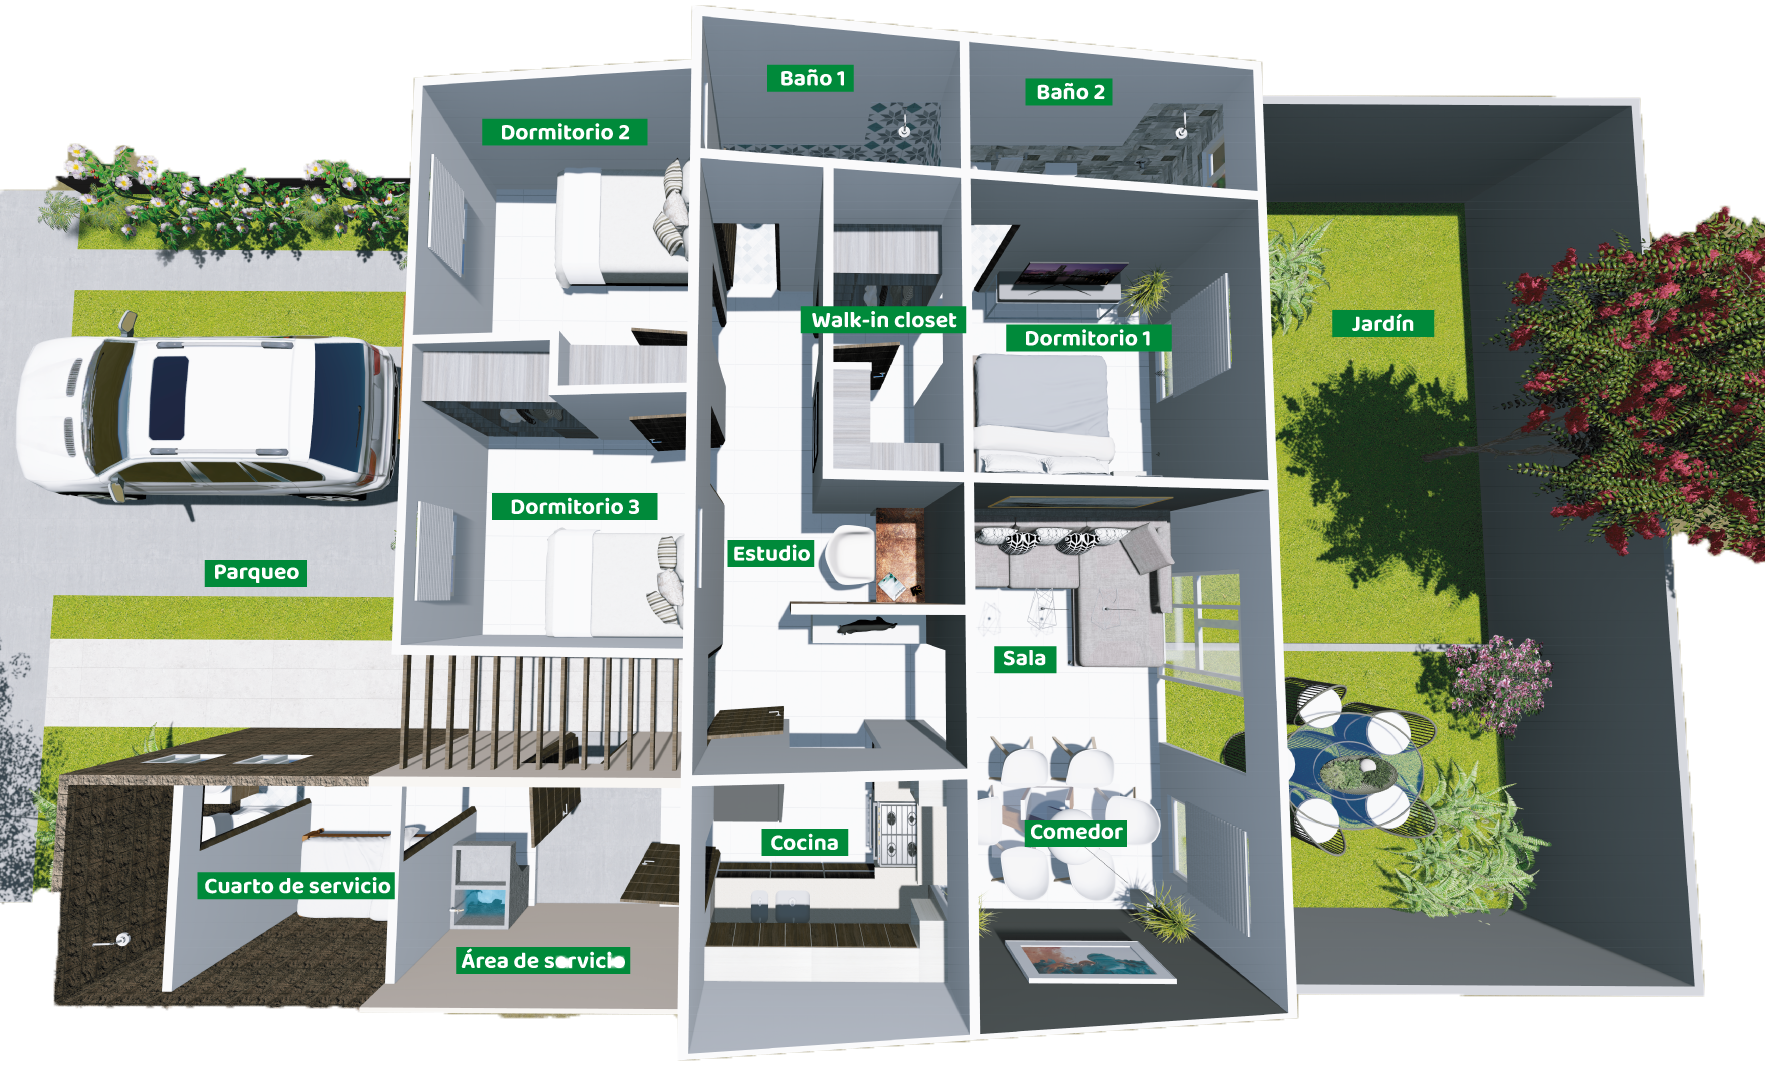 Baño 1
Baño 2
Dormitorio 2
Walk-in closet
Dormitorio 1
Jardín
Dormitorio 3
Estudio
Parqueo
Sala
Comedor
Cocina
Cuarto de servicio
Área de servicio